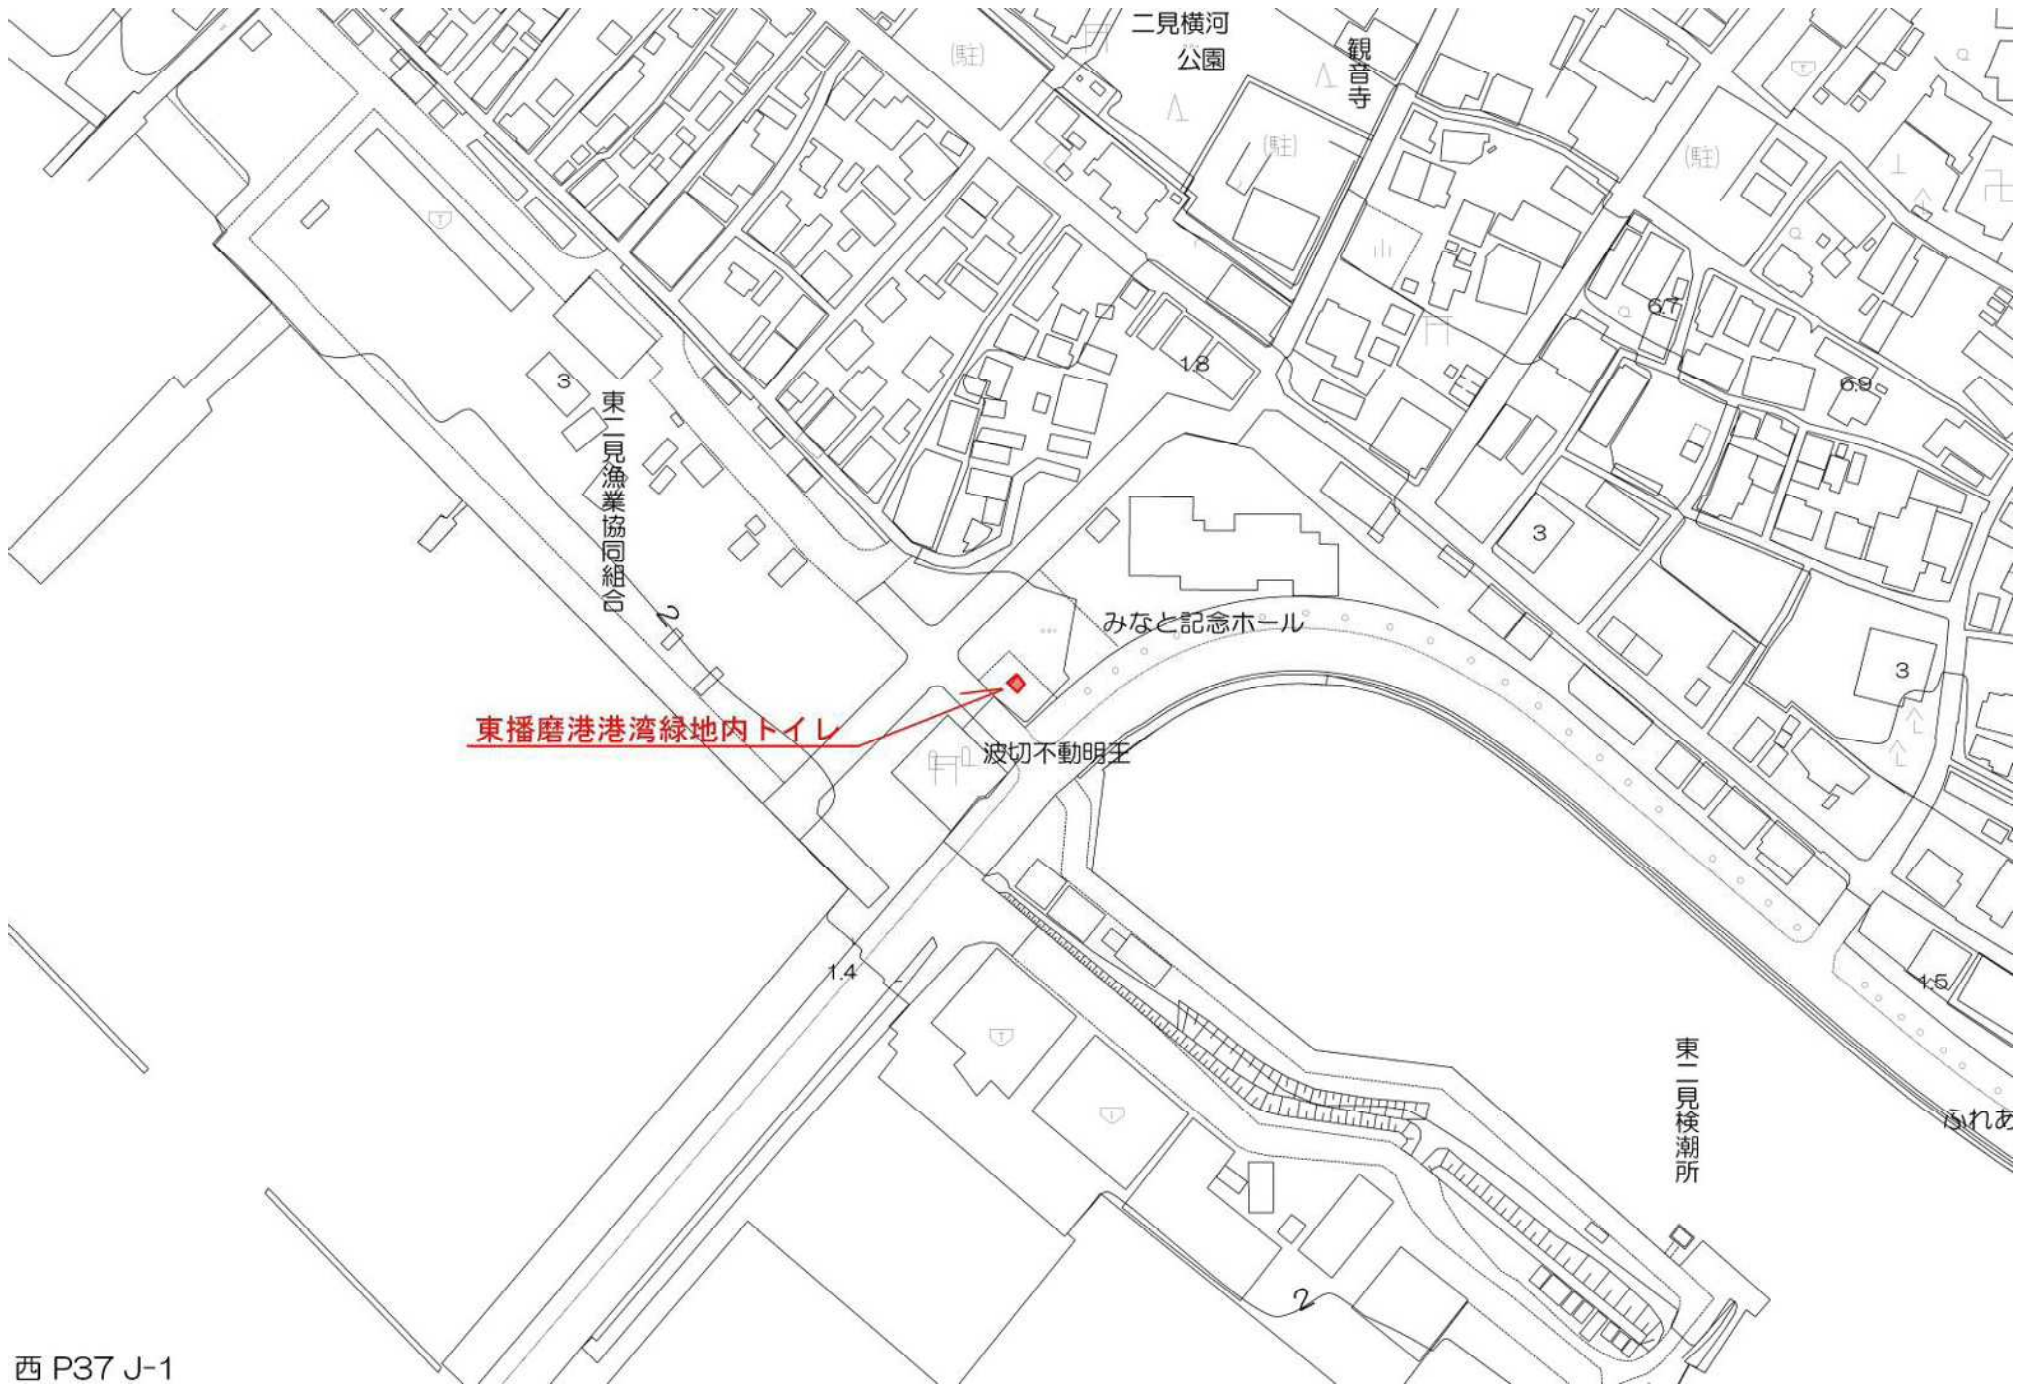 二見横河
公園
観音寺
(駐)
(駐)
(駐)
6.7
1.8
6.9
3
東二見漁業協同組合
3
みなと記念ホール
2
3
東播磨港港湾緑地内トイレ
波切不動明王
1.4
1.5
東二見検潮所
ふれあ
2
西 P37 J-1